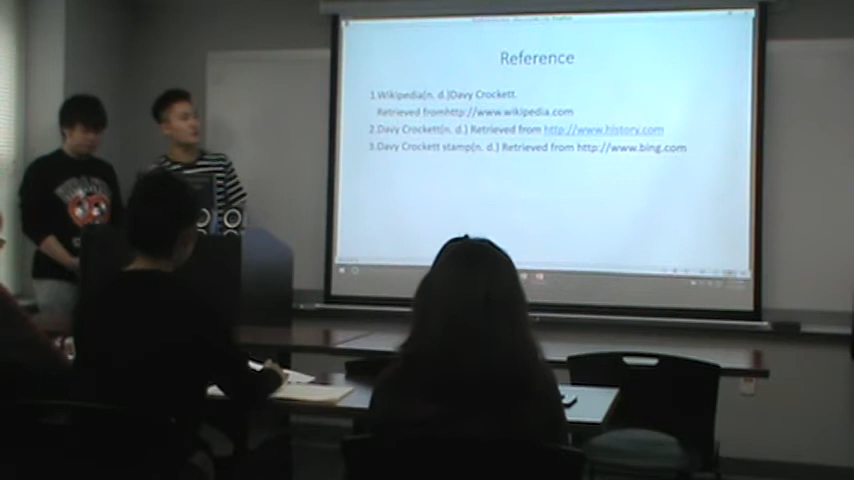 Reference
1.Wikipedia(n. d.)Davy Crockett.
Retrieved fromhttp://www.wikipedia.com
2.Davy Crockett(n. d.) Retrieved from http://www.history.com
3.Davy Crockett stamp(n. d.) Retrieved from http://www.bing.com